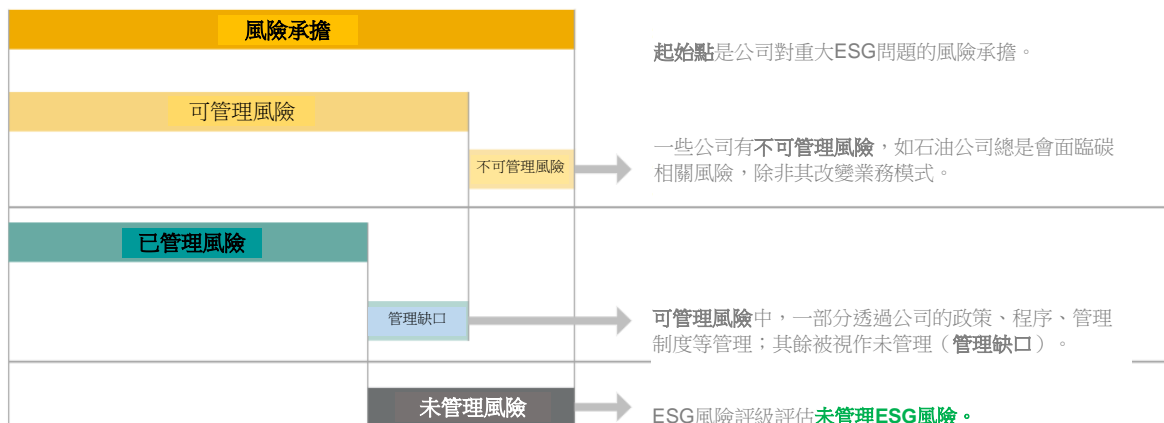 風險承擔
起始點是公司對重大ESG問題的風險承擔。
可管理風險
不可管理風險
一些公司有不可管理風險，如石油公司總是會面臨碳
相關風險，除非其改變業務模式。
已管理風險
管理缺口
可管理風險中，一部分透過公司的政策、程序、管理
制度等管理；其餘被視作未管理（管理缺口）。
未管理風險
ESG風險評級評估未管理ESG風險。